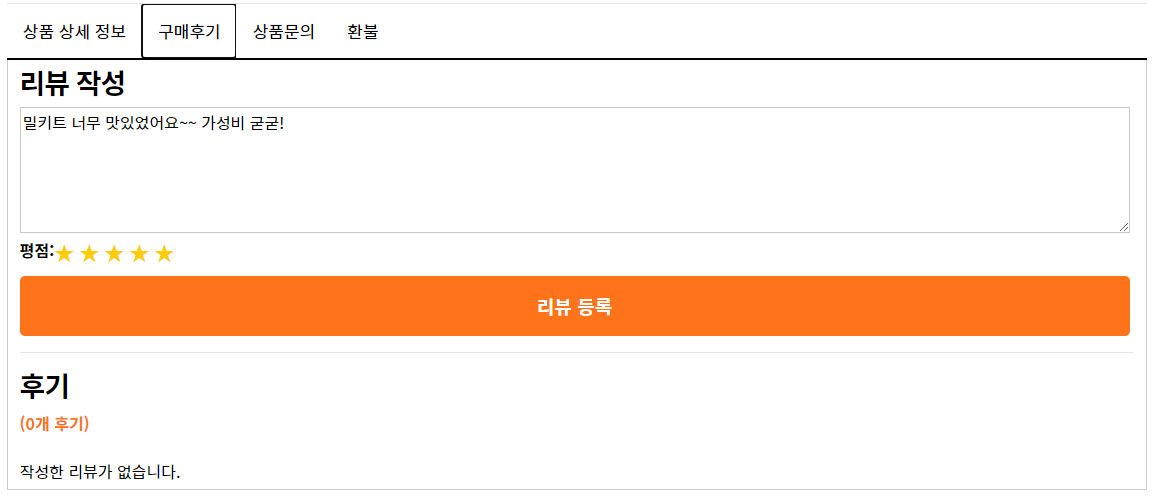 상품 상세 정보 구매후기 상품문의 환불
리뷰 작성
밀키트 너무 맛있었어요~~ 가성비 굳굳!
평점:★ ★ ★ ★ ★
리뷰 등록
후기
(0개 후기)
작성한 리뷰가 없습니다.